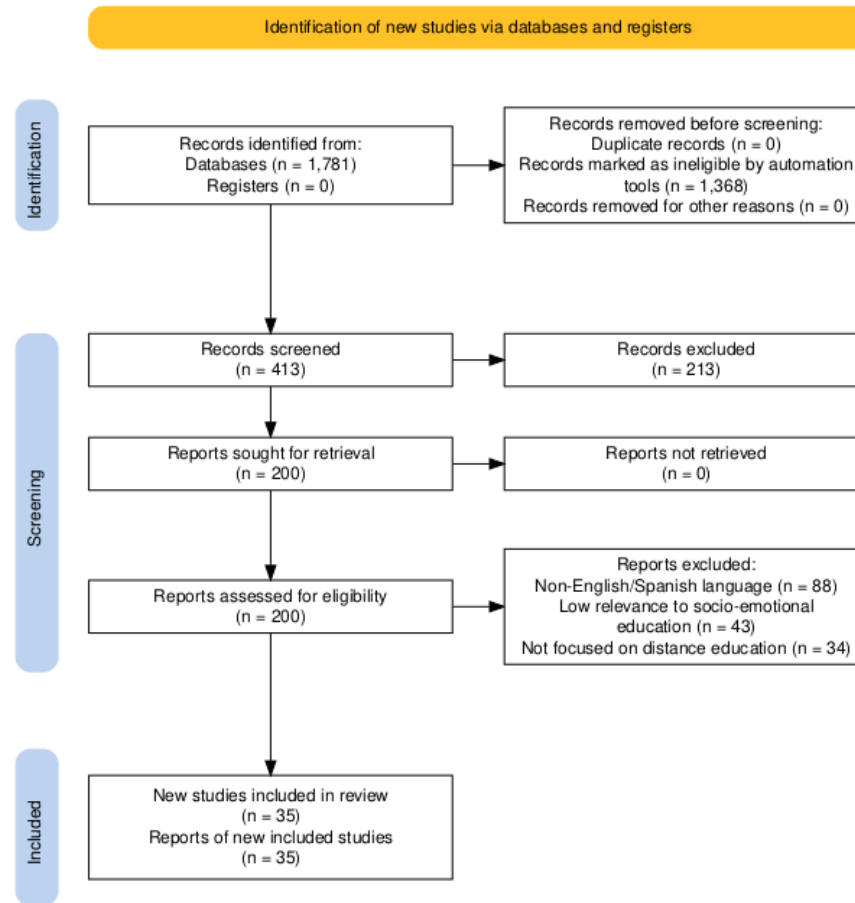 Identification of new studies via databases and registers
Identification
Records identified from:
Databases (n = 1,781)
Registers (n = 0)
Records removed before screening:
Duplicate records (n = 0)
Records marked as ineligible by automation
tools (n = 1,368)
Records removed for other reasons (n = 0)
Screening
Records screened
(n = 413)
Records excluded
(n = 213)
Reports sought for retrieval
(n = 200)
Reports not retrieved
(n = 0)
Reports assessed for eligibility
(n = 200)
Reports excluded:
Non-English/Spanish language (n = 88)
Low relevance to socio-emotional
education (n = 43)
Not focused on distance education (n = 34)
Included
New studies included in review
(n = 35)
Reports of new included studies
(n = 35)